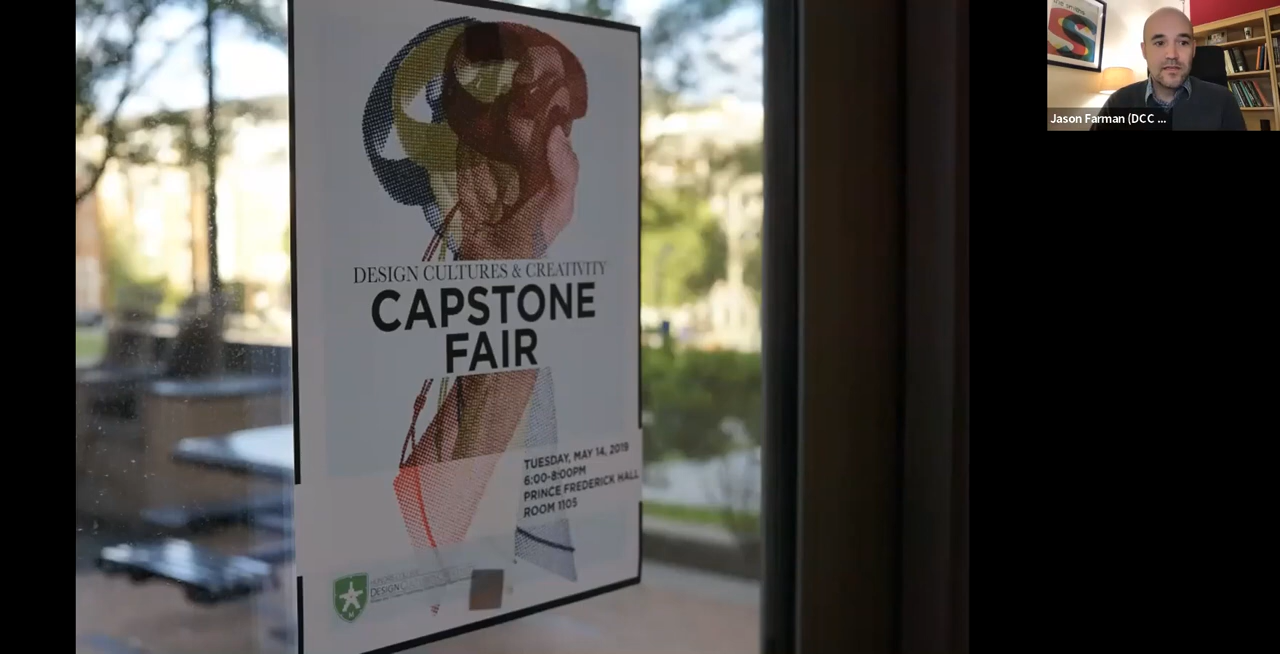 DESIGN CULTURES & CREATIVITY
CAPSTONE
FAIR
TUESDAY, MAY 14, 2019
6:00-8:00PM
PRINCE FREDERICK HALL
ROOM 1105
DESIGN
Jason Farman (DCC ...